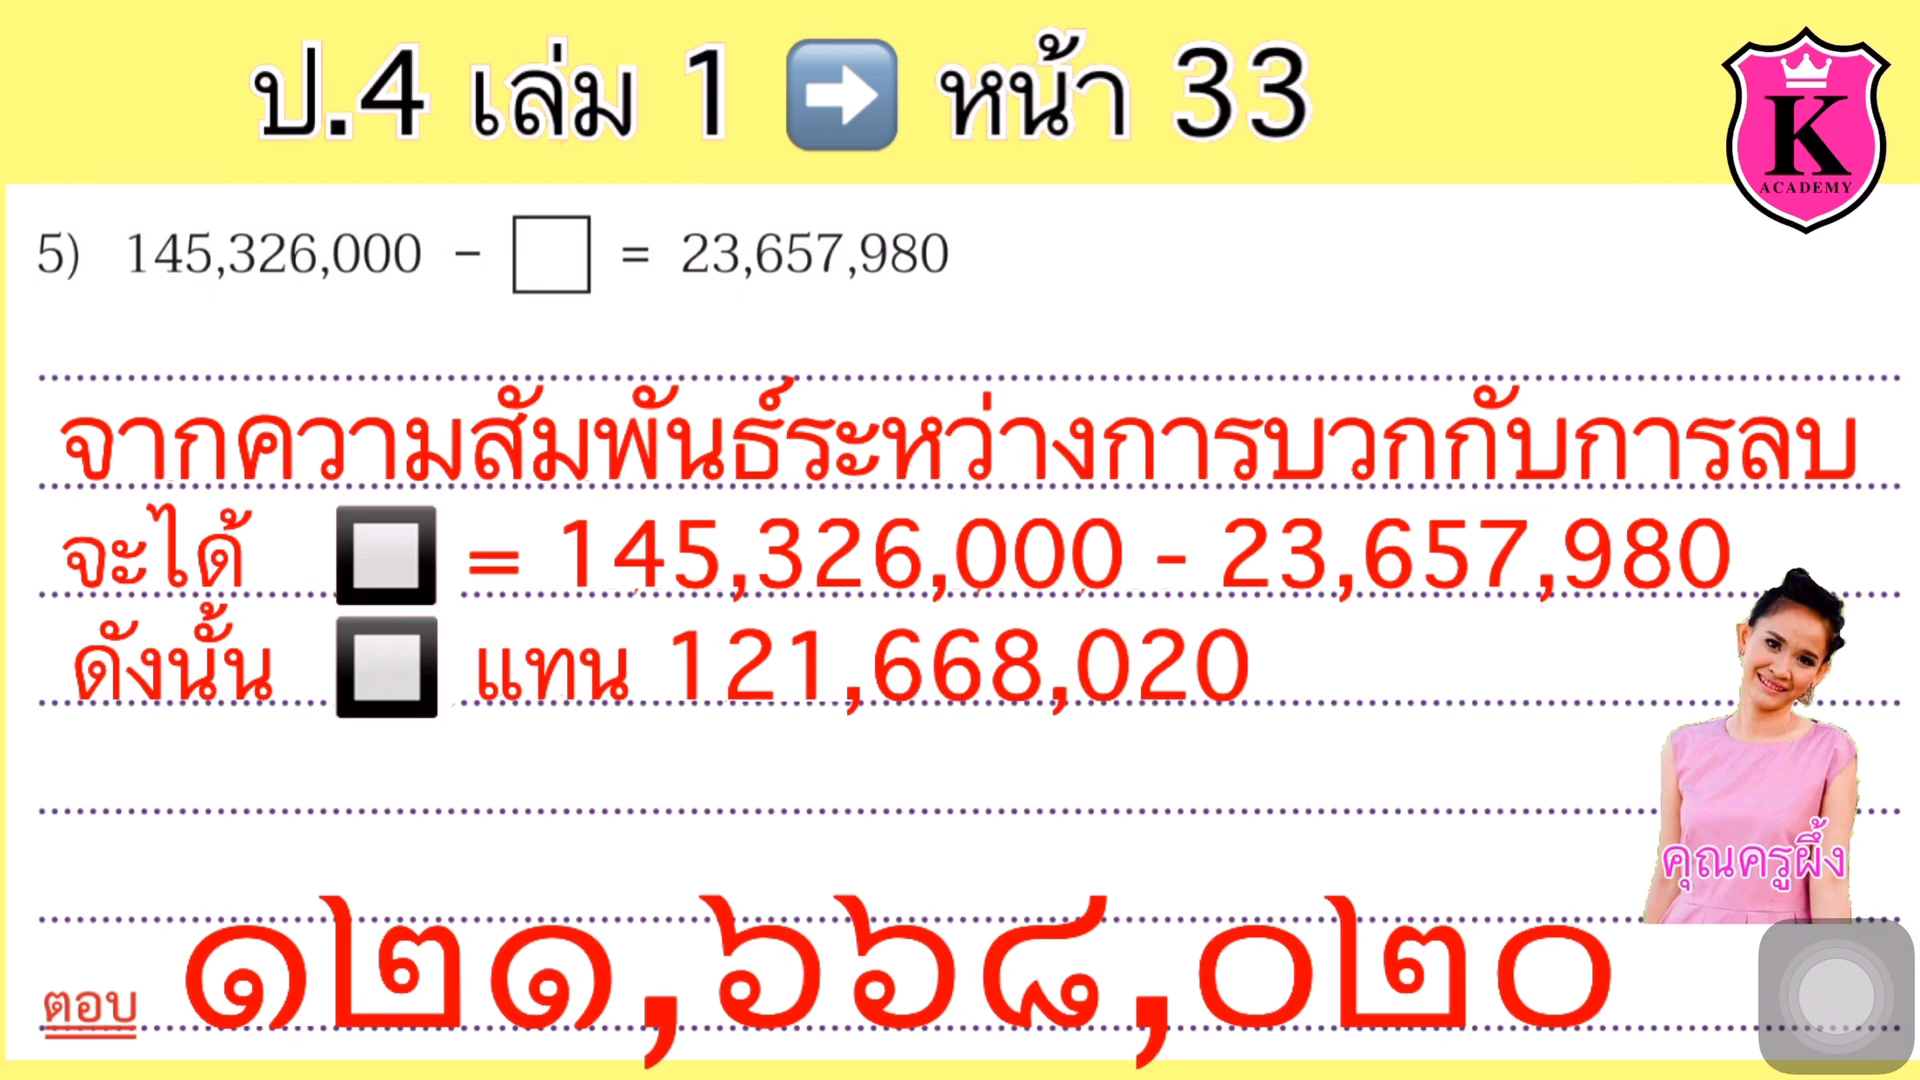 ป.4 เล่ม 1 ➡ หน้า 33
K
ACADEMY
5) 145,326,000 - □ = 23,657,980
จากความสัมพันธ์ระหว่างการบวกกับการลบ
จะได้ □ = 145,326,000 - 23,657,980
ดังนั้น □ แทน 121,668,020
คุณครูผึ้ง
ตอบ ๑๒๑,๖๖๘,๐๒๐